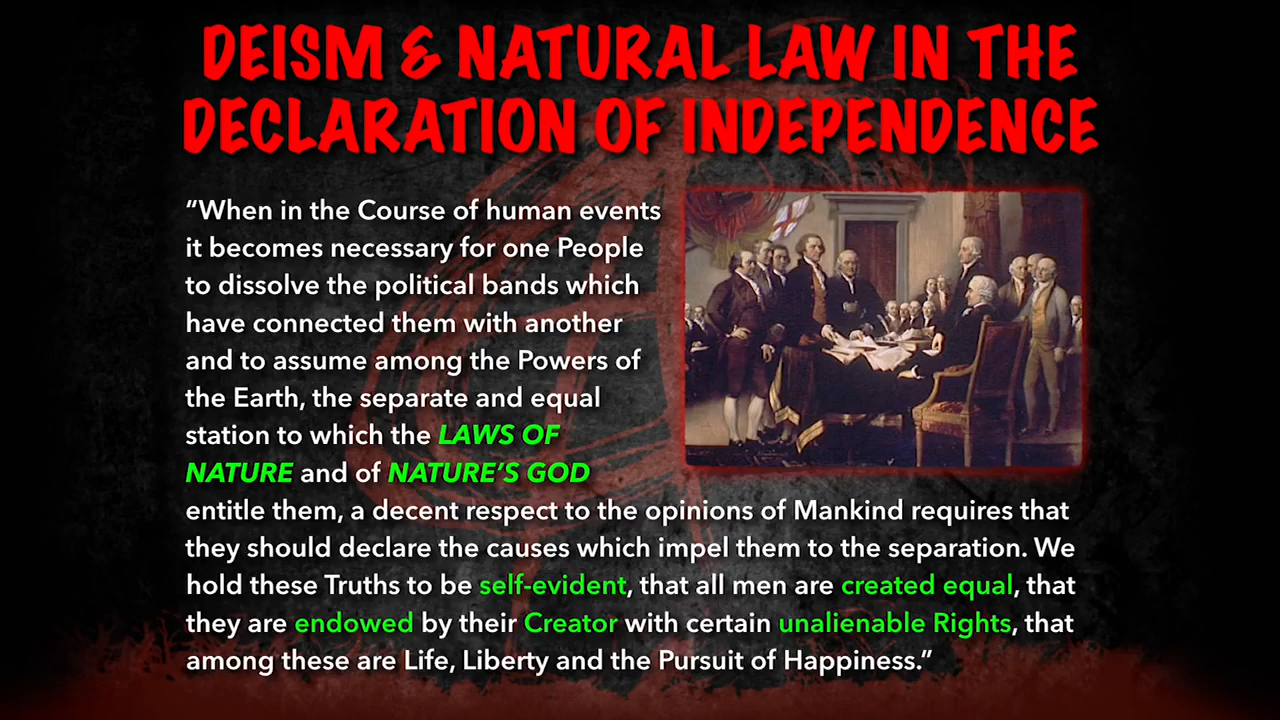 DEISM & NATURAL LAW IN THE
DECLARATION OF INDEPENDENCE
“When in the Course of human events
it becomes necessary for one People
to dissolve the political bands which
have connected them with another
and to assume among the Powers of
the Earth, the separate and equal
station to which the LAWS OF
NATURE and of NATURE’S GOD
entitle them, a decent respect to the opinions of Mankind requires that
they should declare the causes which impel them to the separation. We
hold these Truths to be self-evident, that all men are created equal, that
they are endowed by their Creator with certain unalienable Rights, that
among these are Life, Liberty and the Pursuit of Happiness.”